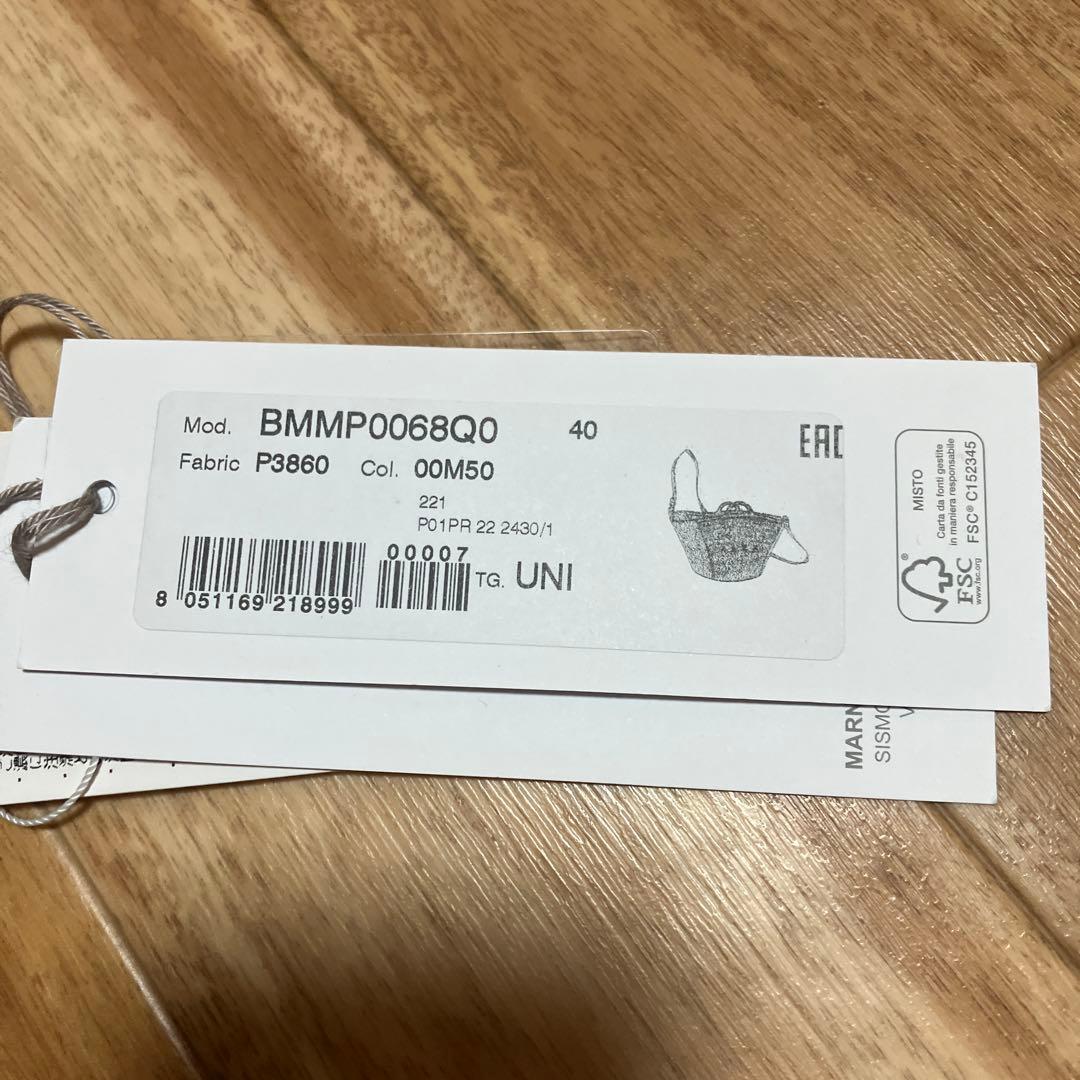 Mod. BMMP0068Q0 40
Fabric P3860 Col. 00M50
221
P01PR 22 2430/1
00007
TG. UNI
8 051169 218999
EAC
MISTO
Carta da fonti gestite
in maniera responsabile
FSC® C152345
FSC
www.fsc.org
®
MARN
SISMO
V